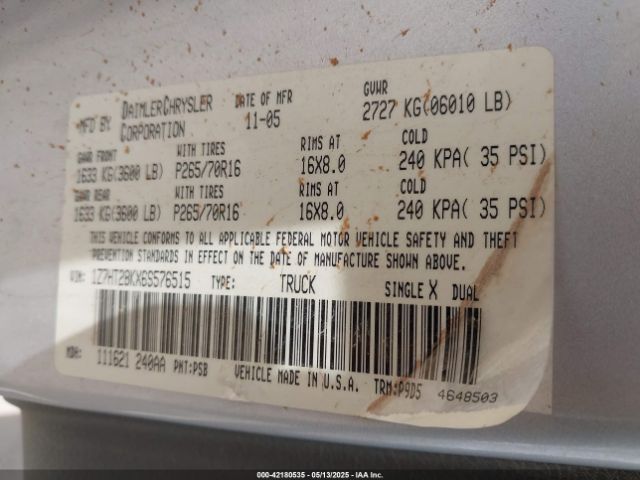 MFD BY DAIMLERCHRYSLER CORPORATION DATE OF MFR 11-05 GVWR 2727 KG(06010 LB)
GAWR FRONT WITH TIRES RIMS AT COLD
1633 KG(3600 LB) P265/70R16 16X8.0 240 KPA( 35 PSI)
GAWR REAR WITH TIRES RIMS AT COLD
1633 KG(3600 LB) P265/70R16 16X8.0 240 KPA( 35 PSI)
THIS VEHICLE CONFORMS TO ALL APPLICABLE FEDERAL MOTOR VEHICLE SAFETY AND THEFT
PREVENTION STANDARDS IN EFFECT ON THE DATE OF MANUFACTURE SHOWN ABOVE.
VIN: 1Z7HT28KX6S576515 TYPE: TRUCK SINGLE X DUAL
MDH: 111621 240AA PNT:PSB VEHICLE MADE IN U.S.A. TRM:P9D5 4648503
000-42180535 - 05/13/2025 - IAA Inc.